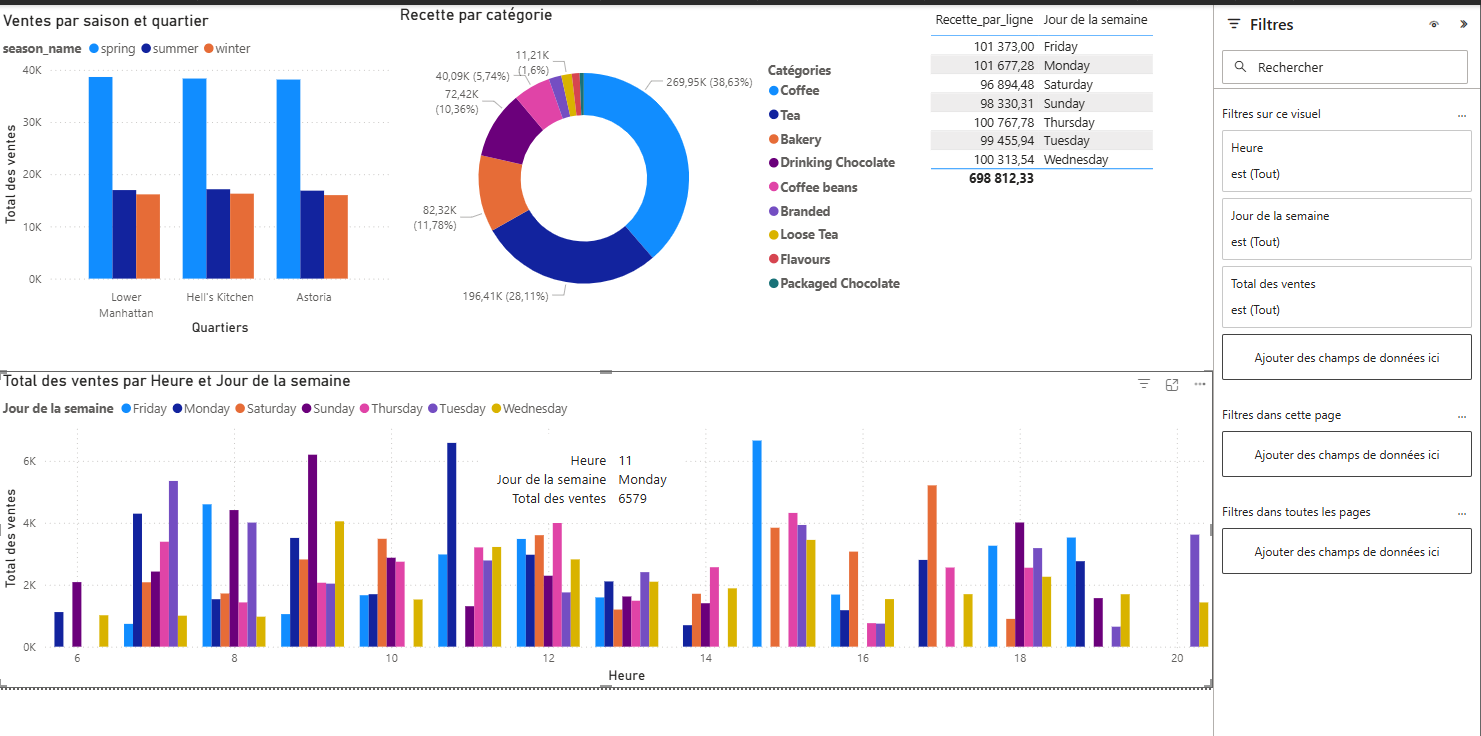 Ventes par saison et quartier
season_name spring summer winter
Total des ventes
40K
30K
20K
10K
0K
Lower Manhattan
Hell's Kitchen
Astoria
Quartiers
Recette par catégorie
11,21K (1,6%)
40,09K (5,74%)
72,42K (10,36%)
82,32K (11,78%)
196,41K (28,11%)
269,95K (38,63%)
Catégories
Coffee
Tea
Bakery
Drinking Chocolate
Coffee beans
Branded
Loose Tea
Flavours
Packaged Chocolate
Recette_par_ligne Jour de la semaine
101 373,00 Friday
101 677,28 Monday
96 894,48 Saturday
98 330,31 Sunday
100 767,78 Thursday
99 455,94 Tuesday
100 313,54 Wednesday
698 812,33
Total des ventes par Heure et Jour de la semaine
Jour de la semaine Friday Monday Saturday Sunday Thursday Tuesday Wednesday
Total des ventes
6K
4K
2K
0K
Heure 11
Jour de la semaine Monday
Total des ventes 6579
6 8 10 12 14 16 18 20
Heure
Filtres
Rechercher
Filtres sur ce visuel
Heure
est (Tout)
Jour de la semaine
est (Tout)
Total des ventes
est (Tout)
Ajouter des champs de données ici
Filtres dans cette page
Ajouter des champs de données ici
Filtres dans toutes les pages
Ajouter des champs de données ici